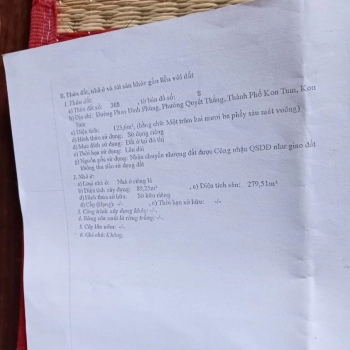 II. Thửa đất, nhà ở và tài sản khác gắn liền với đất
1. Thửa đất:
a) Thửa đất số: 368 , tờ bản đồ số: 8
b) Địa chỉ: Đường Phan Đình Phùng, Phường Quyết Thắng, Thành Phố Kon Tum, Kon
Tum
c) Diện tích: 123,6m², (bằng chữ: Một trăm hai mươi ba phẩy sáu mét vuông)
d) Hình thức sử dụng: Sử dụng riêng
đ) Mục đích sử dụng: Đất ở tại đô thị
e) Thời hạn sử dụng: Lâu dài
g) Nguồn gốc sử dụng: Nhận chuyển nhượng đất được Công nhận QSDĐ như giao đất
không thu tiền sử dụng đất
2. Nhà ở:
a) Loại nhà ở: Nhà ở riêng lẻ
b) Diện tích xây dựng: 89,25m² , c) Diện tích sàn: 279,51m²
d) Hình thức sở hữu: Sở hữu riêng
đ) Cấp (Hạng): -/-, e) Thời hạn sở hữu: -/-
3. Công trình xây dựng khác: -/-.
4. Rừng sản xuất là rừng trồng: -/-.
5. Cây lâu năm: -/-.
6. Ghi chú: Không.